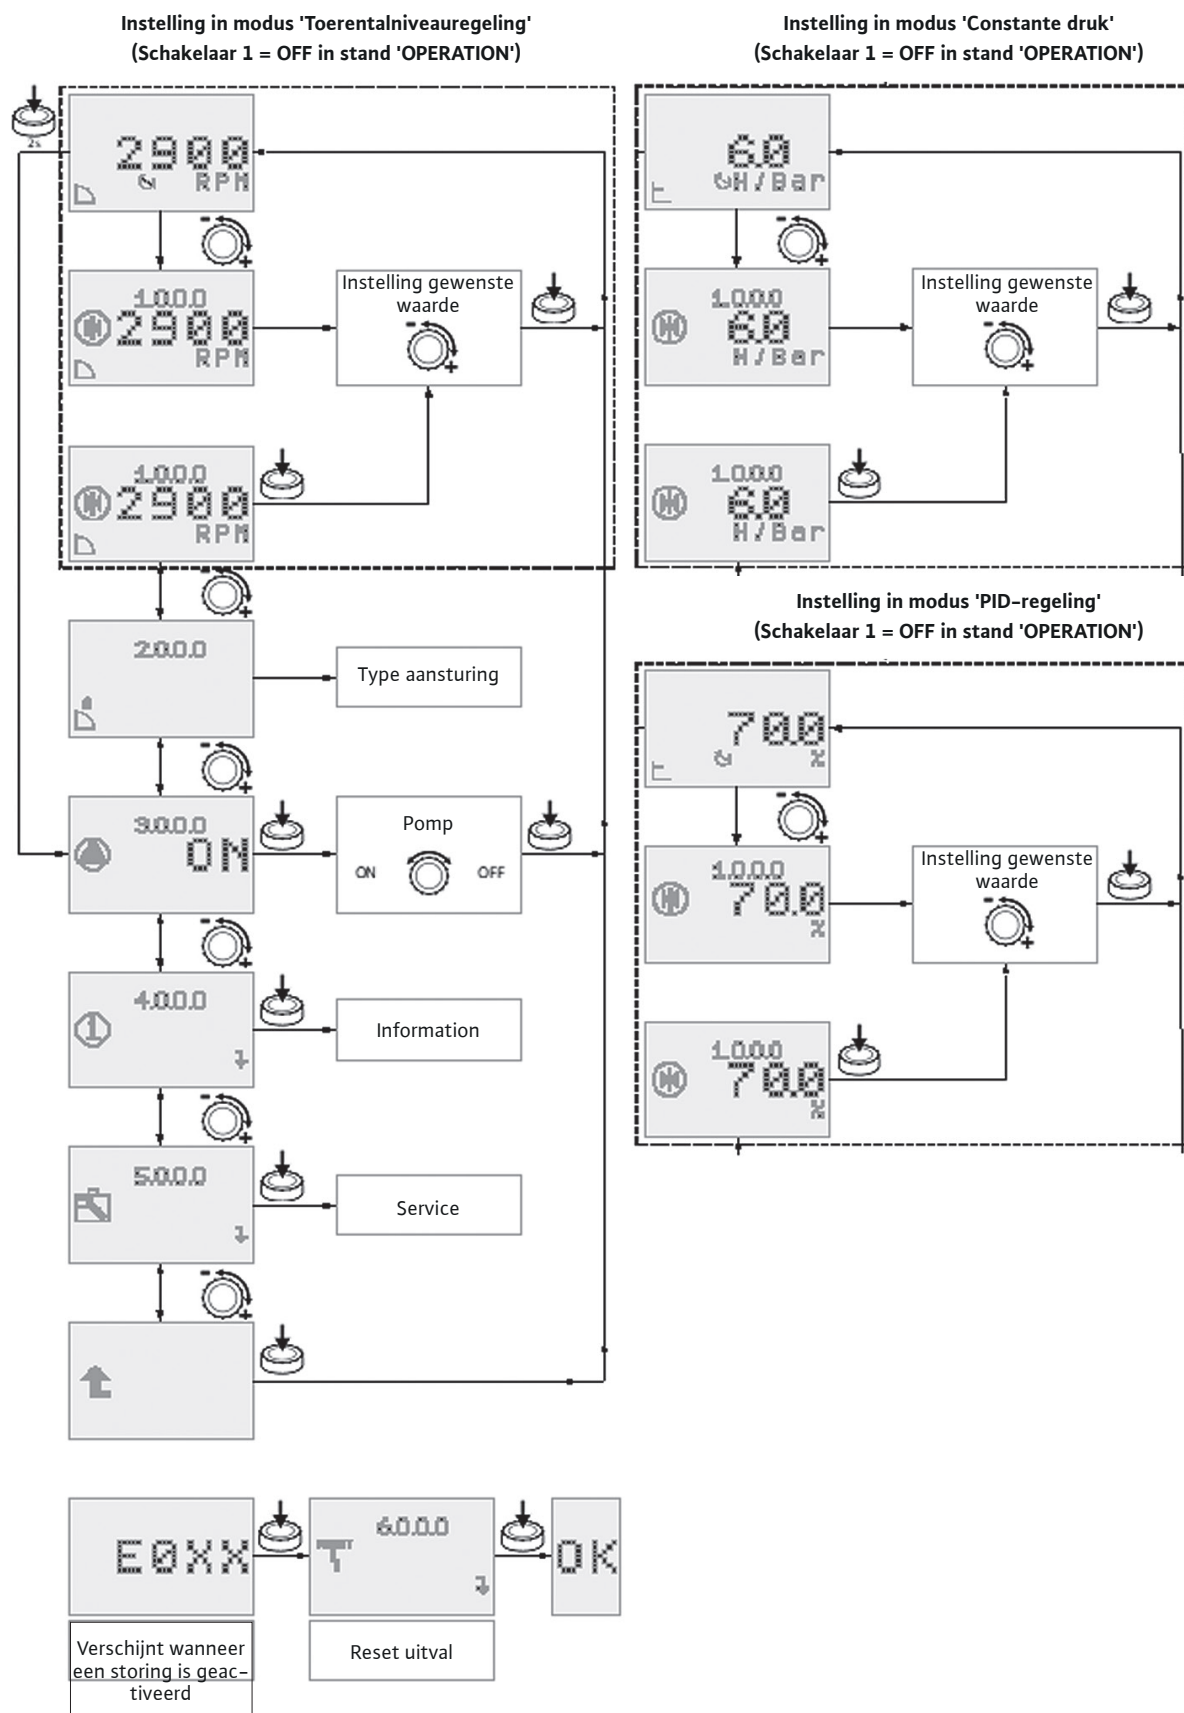 Instelling in modus 'Toerentalniveauregeling'
(Schakelaar 1 = OFF in stand 'OPERATION')
2s
2900
RPM
- +
1.0.0.0
2900
RPM
Instelling gewenste
waarde
- +
1.0.0.0
2900
RPM
- +
2.0.0.0
Type aansturing
- +
3.0.0.0
ON
Pomp
ON OFF
- +
4.0.0.0
1
Information
- +
5.0.0.0
Service
- +
E0XX
6.0.0.0
OK
Verschijnt wanneer
een storing is geac-
tiveerd
Reset uitval
Instelling in modus 'Constante druk'
(Schakelaar 1 = OFF in stand 'OPERATION')
6.0
H/Bar
- +
1.0.0.0
6.0
H/Bar
Instelling gewenste
waarde
- +
1.0.0.0
6.0
H/Bar
Instelling in modus 'PID-regeling'
(Schakelaar 1 = OFF in stand 'OPERATION')
70.0
%
- +
1.0.0.0
70.0
%
Instelling gewenste
waarde
- +
1.0.0.0
70.0
%